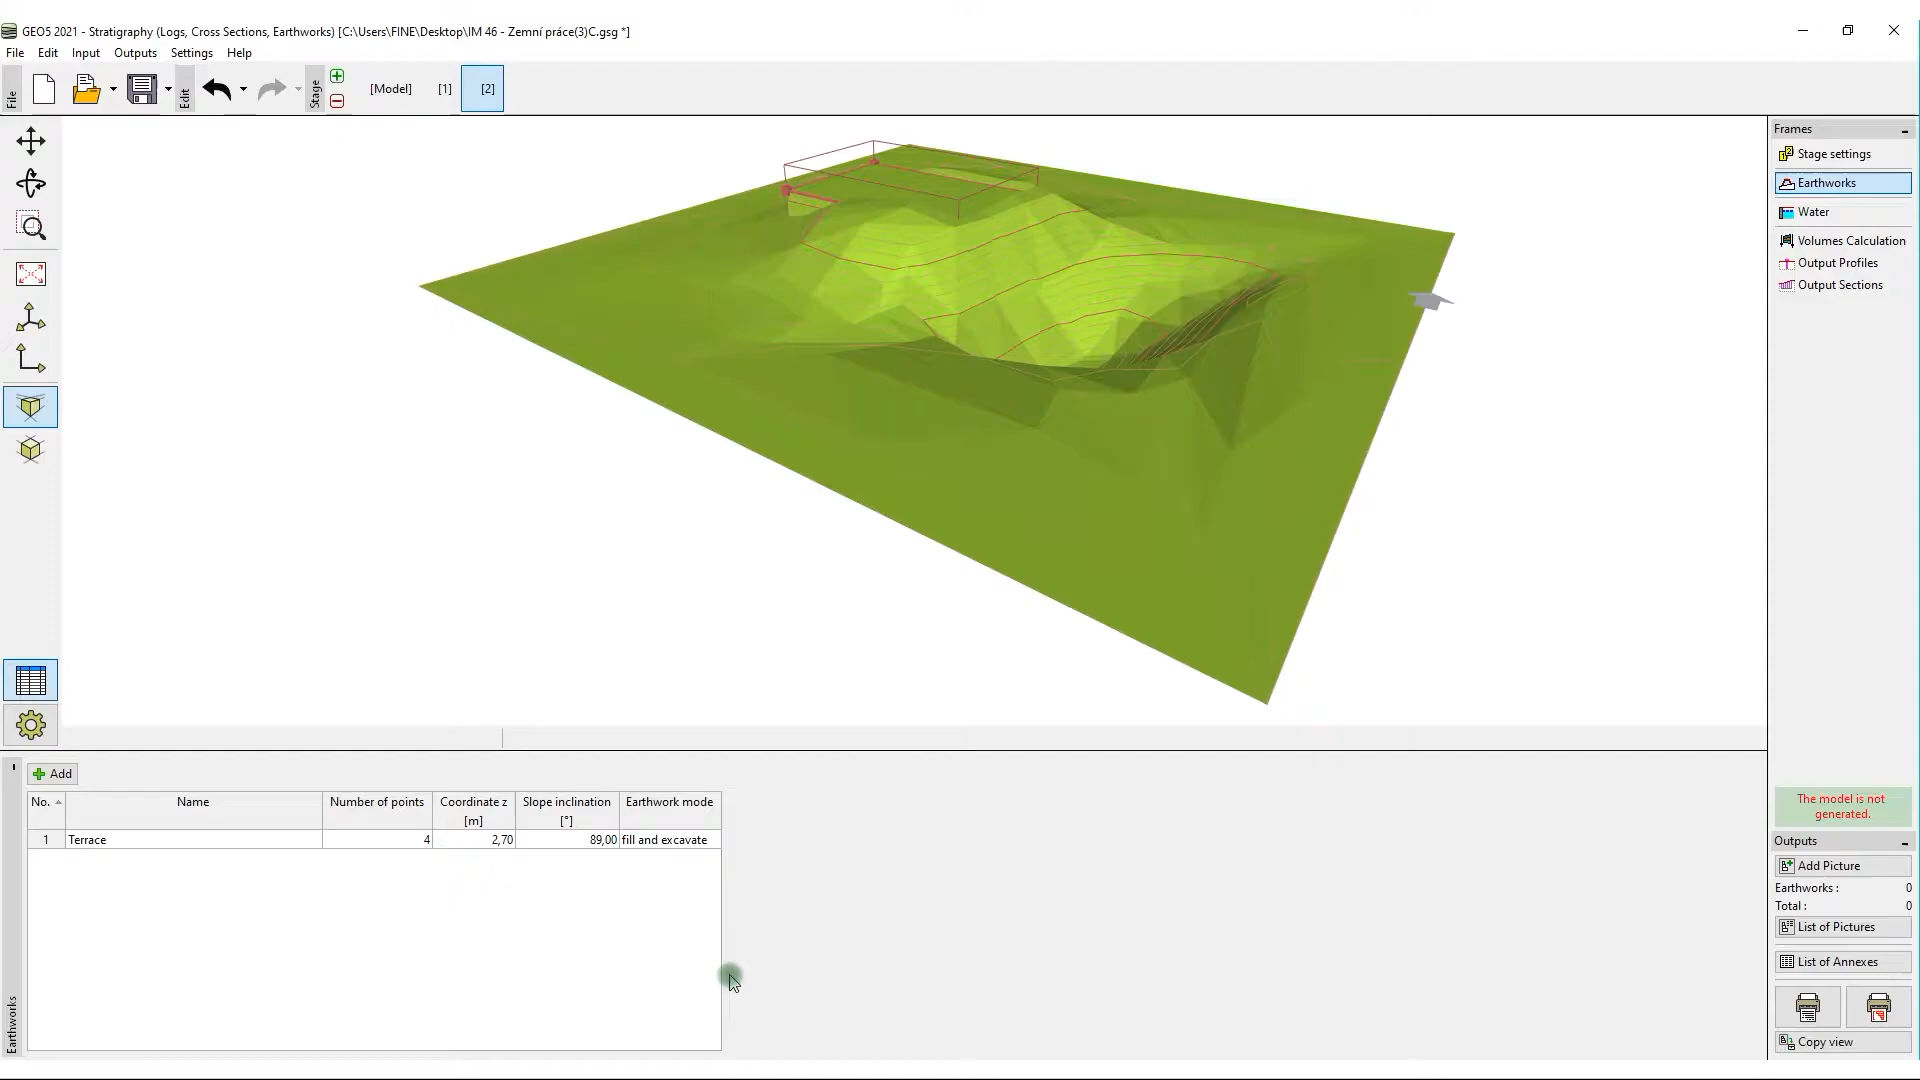 GEO5 2021 - Stratigraphy (Logs, Cross Sections, Earthworks) [C:\Users\FINE\Desktop\IM 46 - Zemní práce(3)C.gsg *]
File Edit Input Outputs Settings Help
File
Edit
Stage
[Model] [1] [2]
Frames
Stage settings
Earthworks
Water
Volumes Calculation
Output Profiles
Output Sections
Add
No. Name Number of points Coordinate z Slope inclination Earthwork mode
[m] [°]
1 Terrace 4 2,70 89,00 fill and excavate
Earthworks
The model is not
generated.
Outputs
Add Picture
Earthworks : 0
Total : 0
List of Pictures
List of Annexes
Copy view